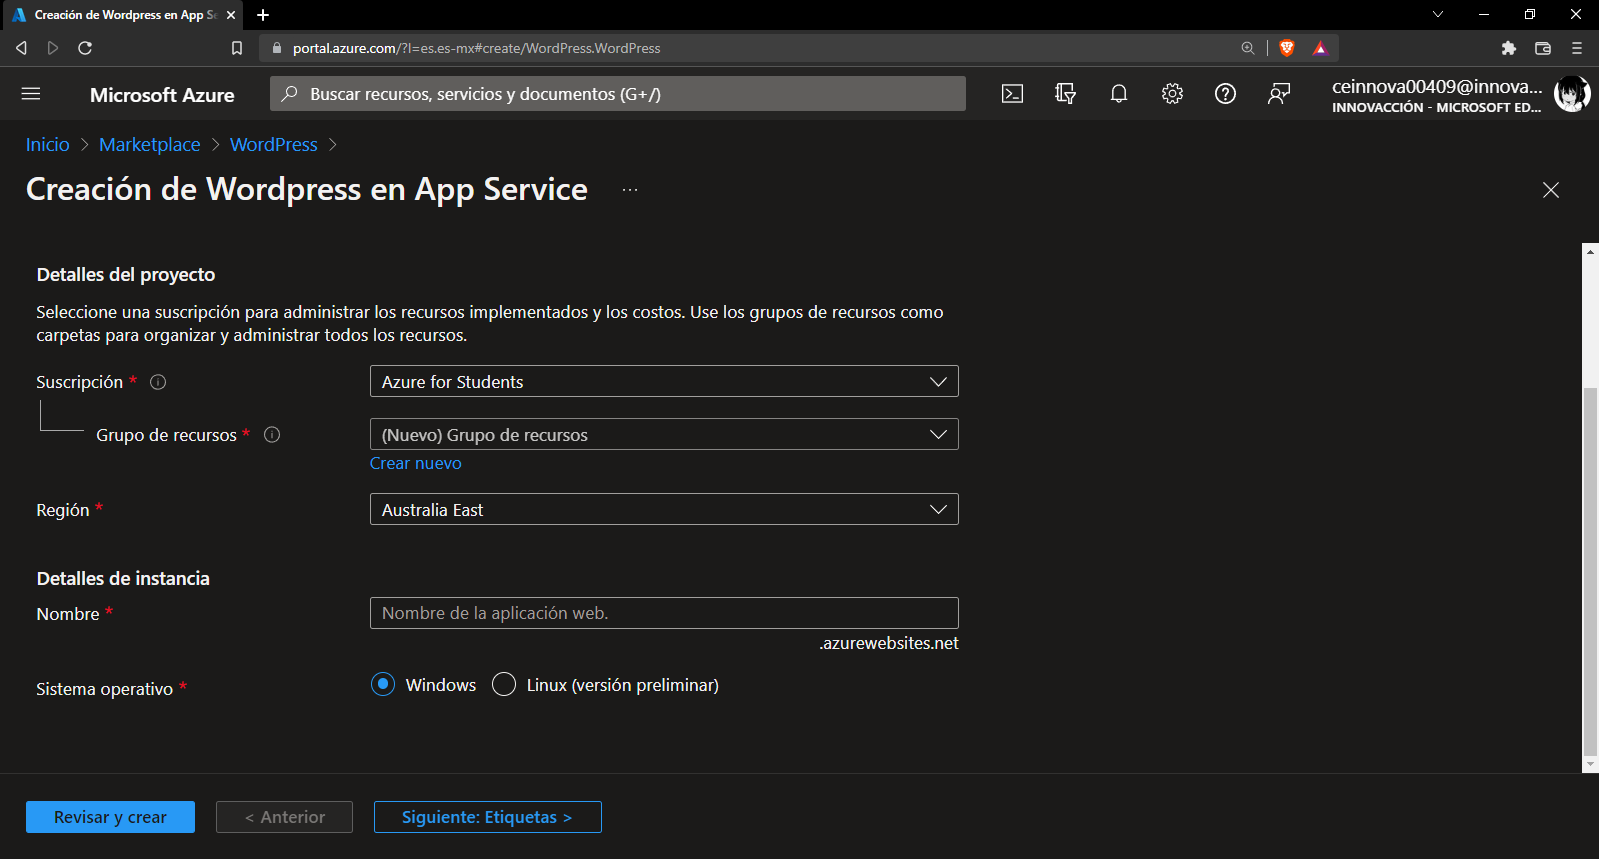 Creación de Wordpress en App Se
portal.azure.com/?l=es.es-mx#create/WordPress.WordPress
Microsoft Azure
Buscar recursos, servicios y documentos (G+/)
ceinnova00409@innova...
INNOVACCIÓN - MICROSOFT ED...
Inicio > Marketplace > WordPress >
Creación de Wordpress en App Service ...
Detalles del proyecto
Seleccione una suscripción para administrar los recursos implementados y los costos. Use los grupos de recursos como
carpetas para organizar y administrar todos los recursos.
Suscripción *
Azure for Students
Grupo de recursos *
(Nuevo) Grupo de recursos
Crear nuevo
Región *
Australia East
Detalles de instancia
Nombre *
Nombre de la aplicación web.
.azurewebsites.net
Sistema operativo *
Windows
Linux (versión preliminar)
Revisar y crear
< Anterior
Siguiente: Etiquetas >